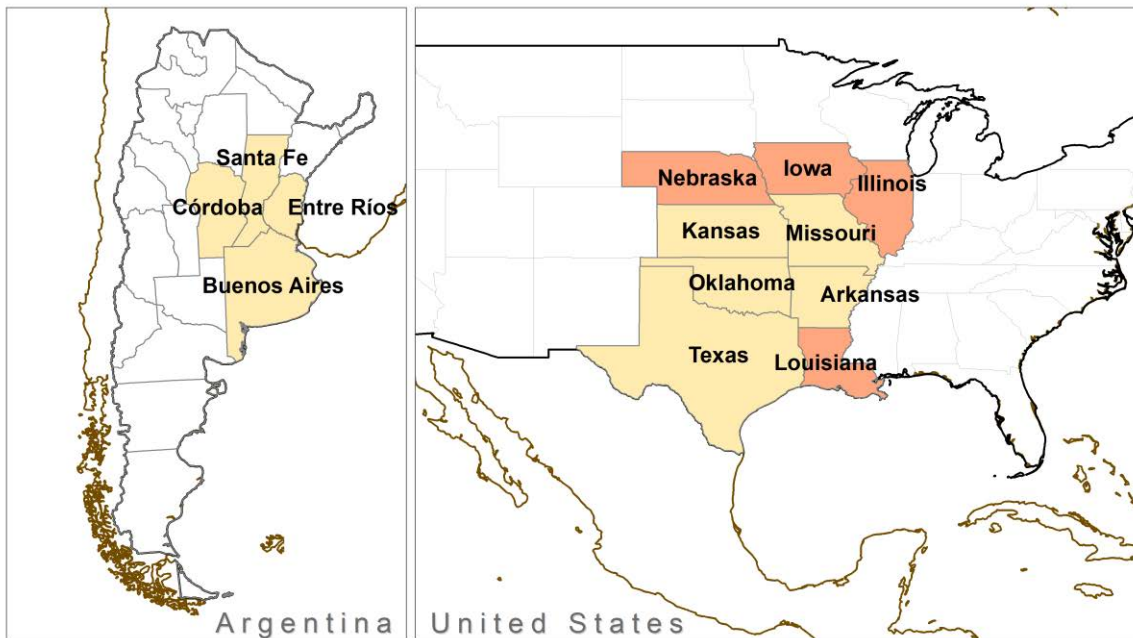 Santa Fe
Córdoba
Entre Ríos
Buenos Aires
Argentina
Nebraska
Iowa
Illinois
Kansas
Missouri
Oklahoma
Arkansas
Texas
Louisiana
United States